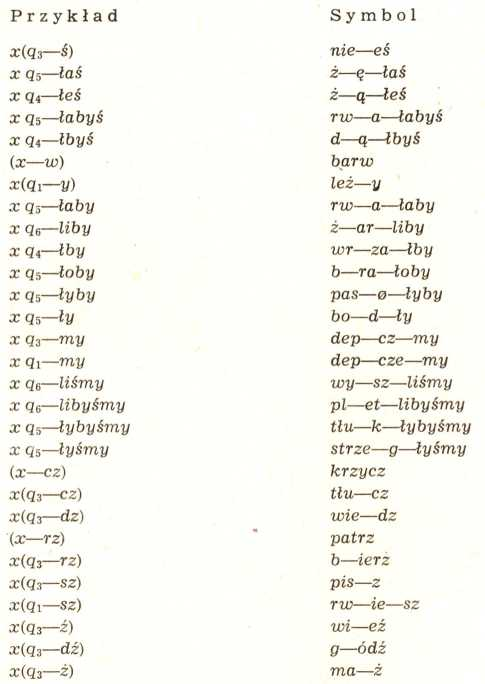 Przykład Symbol
x(q₃—ś) nie—eś
x q₅—łaś ż—ę—łaś
x q₄—łeś ż—ą—łeś
x q₅—łabyś rw—a—łabyś
x q₄—łbyś d—ą—łbyś
(x—w) barw
x(q₁—y) leż—y
x q₅—łaby rw—a—łaby
x q₆—liby ż—ar—liby
x q₄—łby wr—za—łby
x q₅—łoby b—ra—łoby
x q₅—łyby pas—ø—łyby
x q₅—ły bo—d—ły
x q₃—my dep—cz—my
x q₁—my dep—cze—my
x q₆—liśmy wy—sz—liśmy
x q₆—libyśmy pl—et—libyśmy
x q₅—łybyśmy tłu—k—łybyśmy
x q₅—łyśmy strze—g—łyśmy
(x—cz) krzycz
x(q₃—cz) tłu—cz
x(q₃—dz) wie—dz
(x—rz) patrz
x(q₃—rz) b—ierz
x(q₃—sz) pis—z
x(q₁—sz) rw—ie—sz
x(q₃—ź) wi—eź
x(q₃—dź) g—ódź
x(q₃—ż) ma—ż